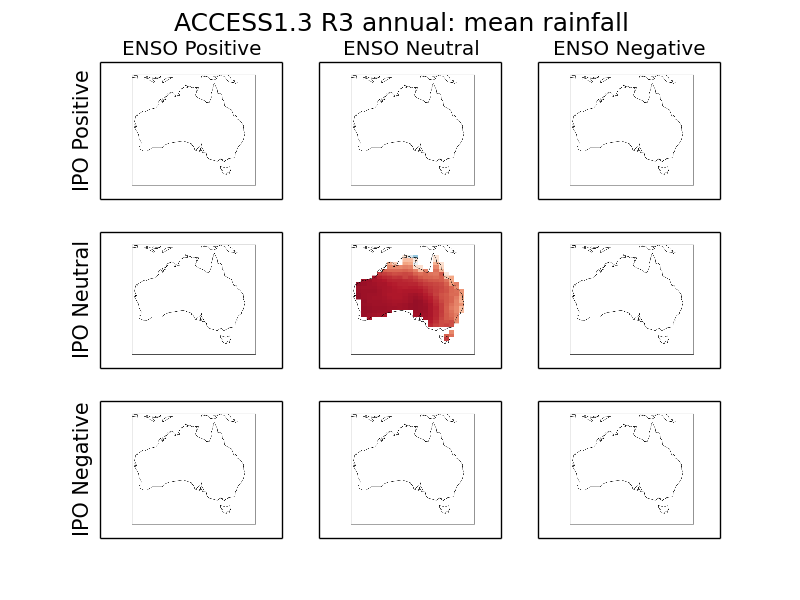 ACCESS1.3 R3 annual: mean rainfall
ENSO Positive
ENSO Neutral
ENSO Negative
IPO Positive
IPO Neutral
IPO Negative